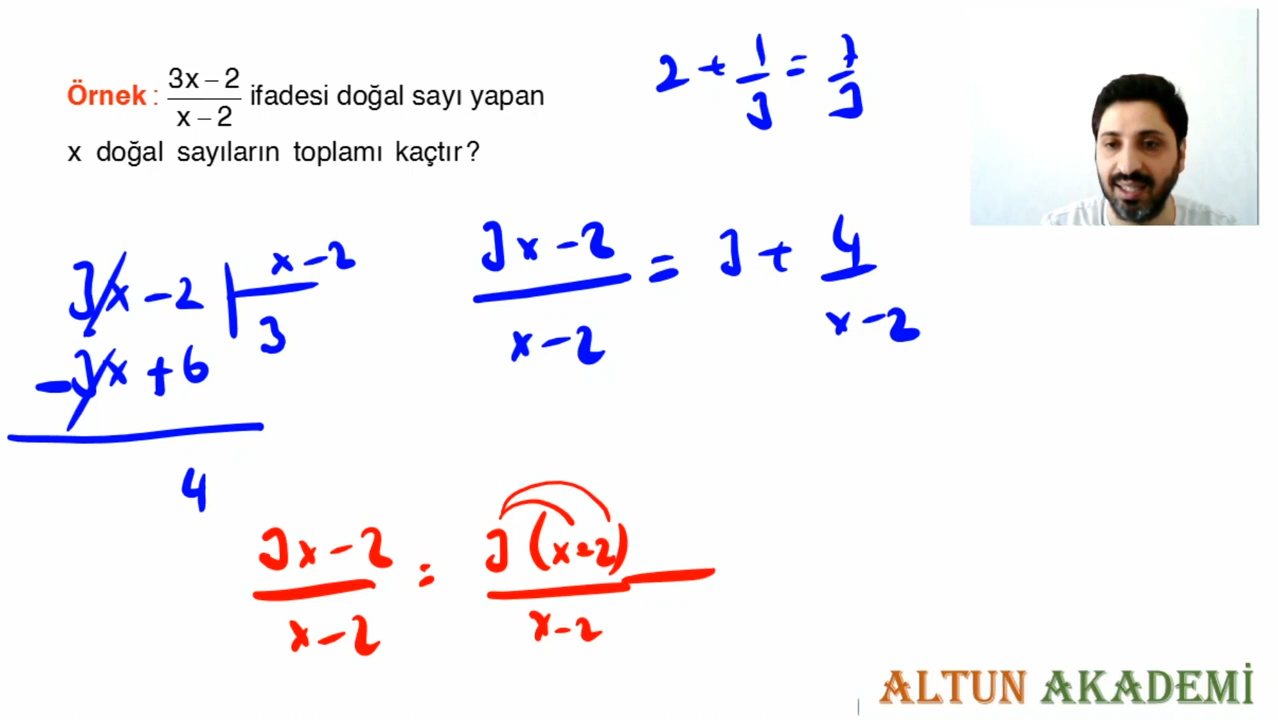 Örnek : 3x – 2 / x – 2 ifadesi doğal sayı yapan
x doğal sayıların toplamı kaçtır?
2 + 1/3 = 7/3
3x – 2 | x – 2
3
– 3x + 6
4
3x – 2 / x – 2 = 3 + 4 / x – 2
3x – 2 / x – 2 = 3 (x – 2) / x – 2
ALTUN AKADEMİ